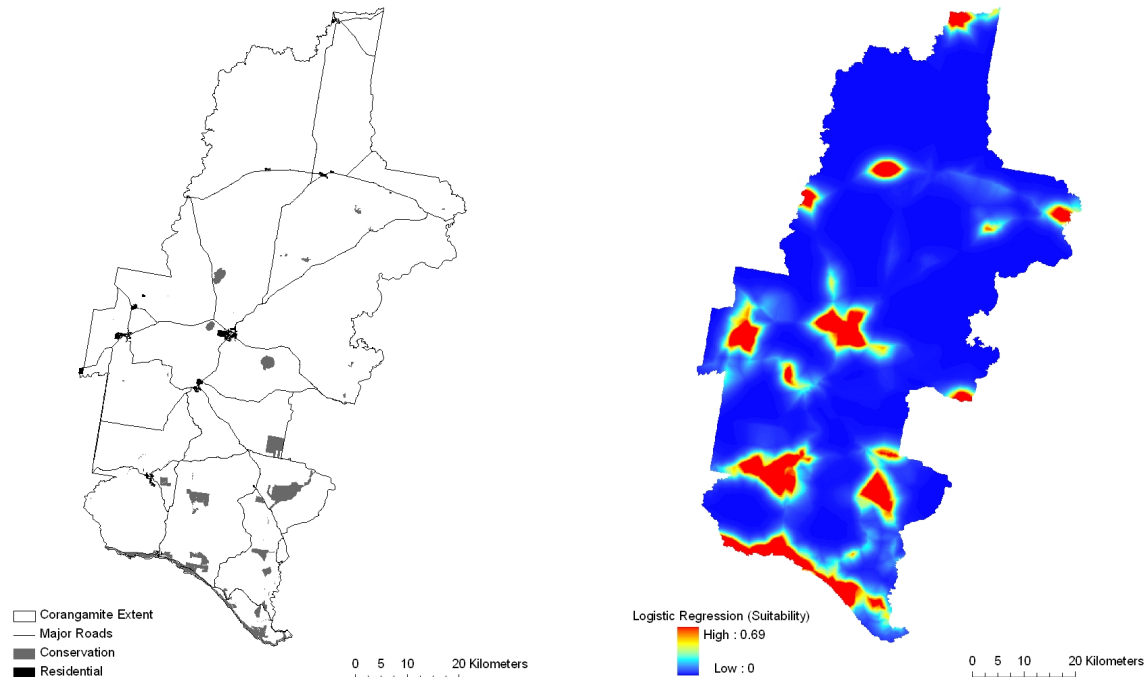 Corangamite Extent
Major Roads
Conservation
Residential
0 5 10 20 Kilometers
Logistic Regression (Suitability)
High : 0.69
Low : 0
0 5 10 20 Kilometers